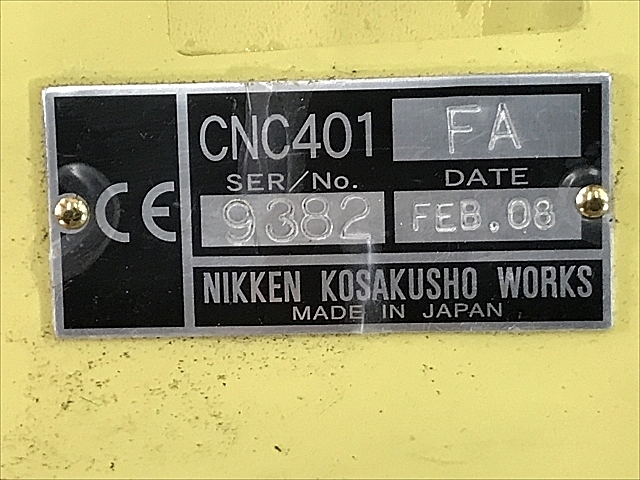 CE
CNC401 FA
SER/No. DATE
9382 FEB.08
NIKKEN KOSAKUSHO WORKS
MADE IN JAPAN